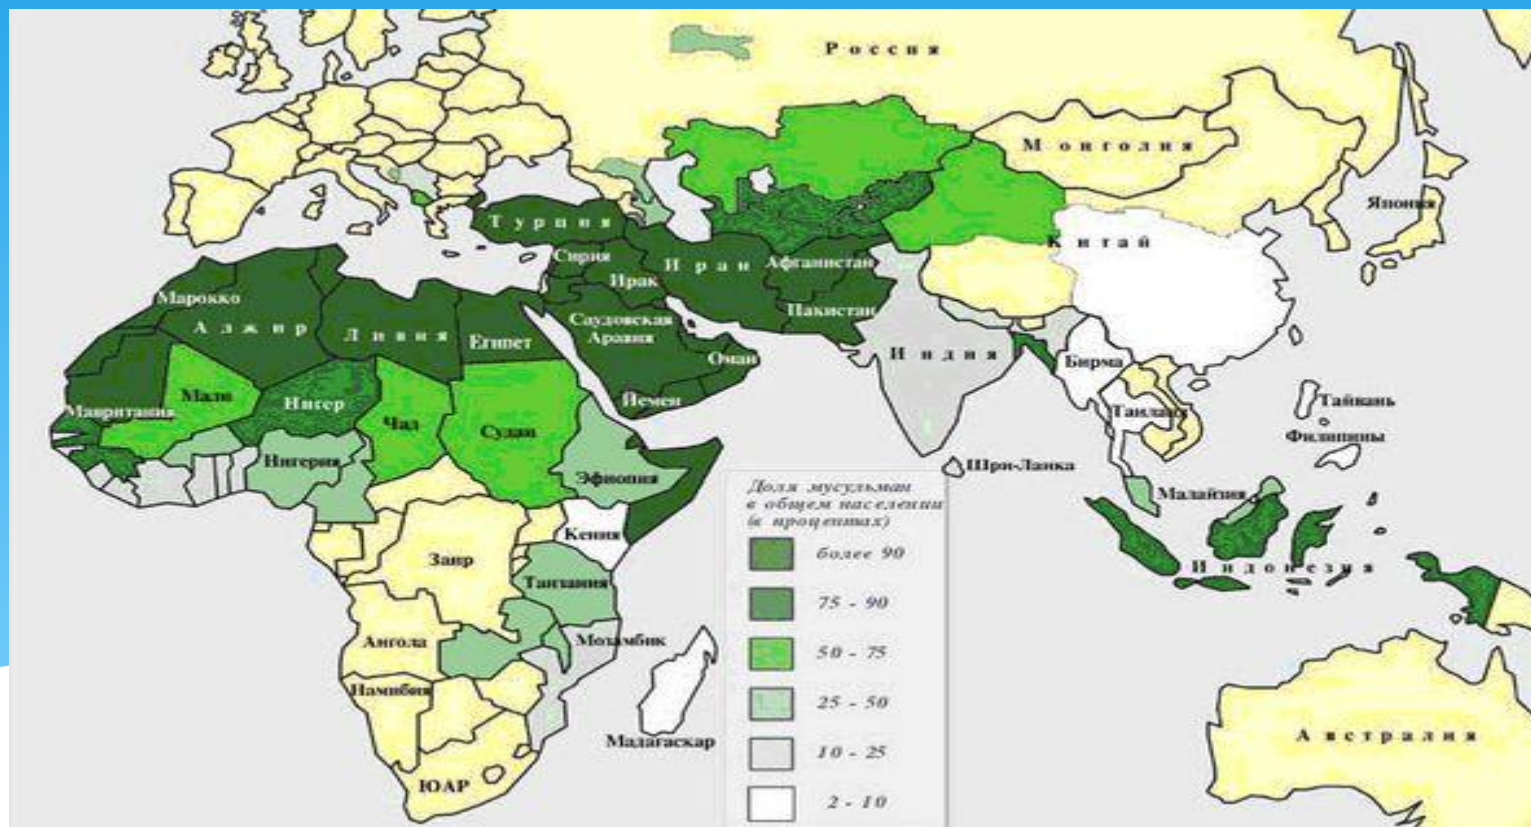 Россия
Монголия
Япония
Китай
Турция
Сирия
Иран
Афганистан
Ирак
Пакистан
Марокко
Алжир
Ливия
Египет
Саудовская
Аравия
Оман
Индия
Бирма
Йемен
Мали
Мавритания
Нигер
Чад
Судан
Таиланд
Тайвань
Филипины
Нигерия
Эфиопия
Шри-Ланка
Малайзия
Кения
Заир
Индонезия
Танзания
Ангола
Мозамбик
Намибия
Мадагаскар
ЮАР
Австралия
Доля мусульман
в общем населении
(в процентах)
более 90
75 - 90
50 - 75
25 - 50
10 - 25
2 - 10